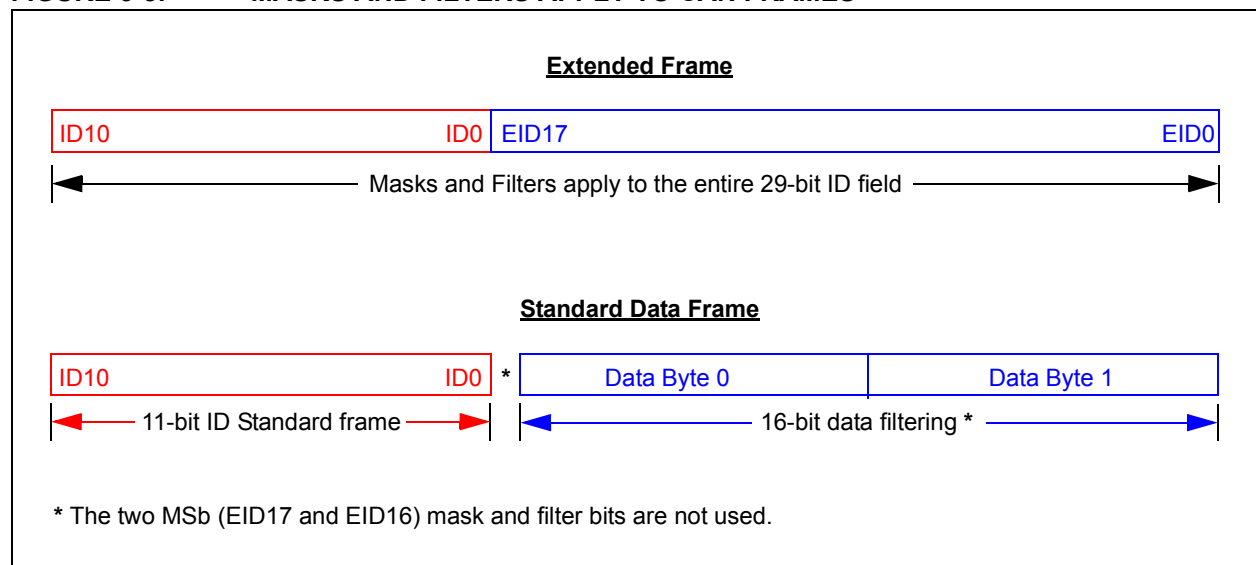 Extended Frame
ID10 ID0 EID17 EID0
Masks and Filters apply to the entire 29-bit ID field
Standard Data Frame
ID10 ID0 * Data Byte 0 Data Byte 1
11-bit ID Standard frame 16-bit data filtering *
* The two MSb (EID17 and EID16) mask and filter bits are not used.